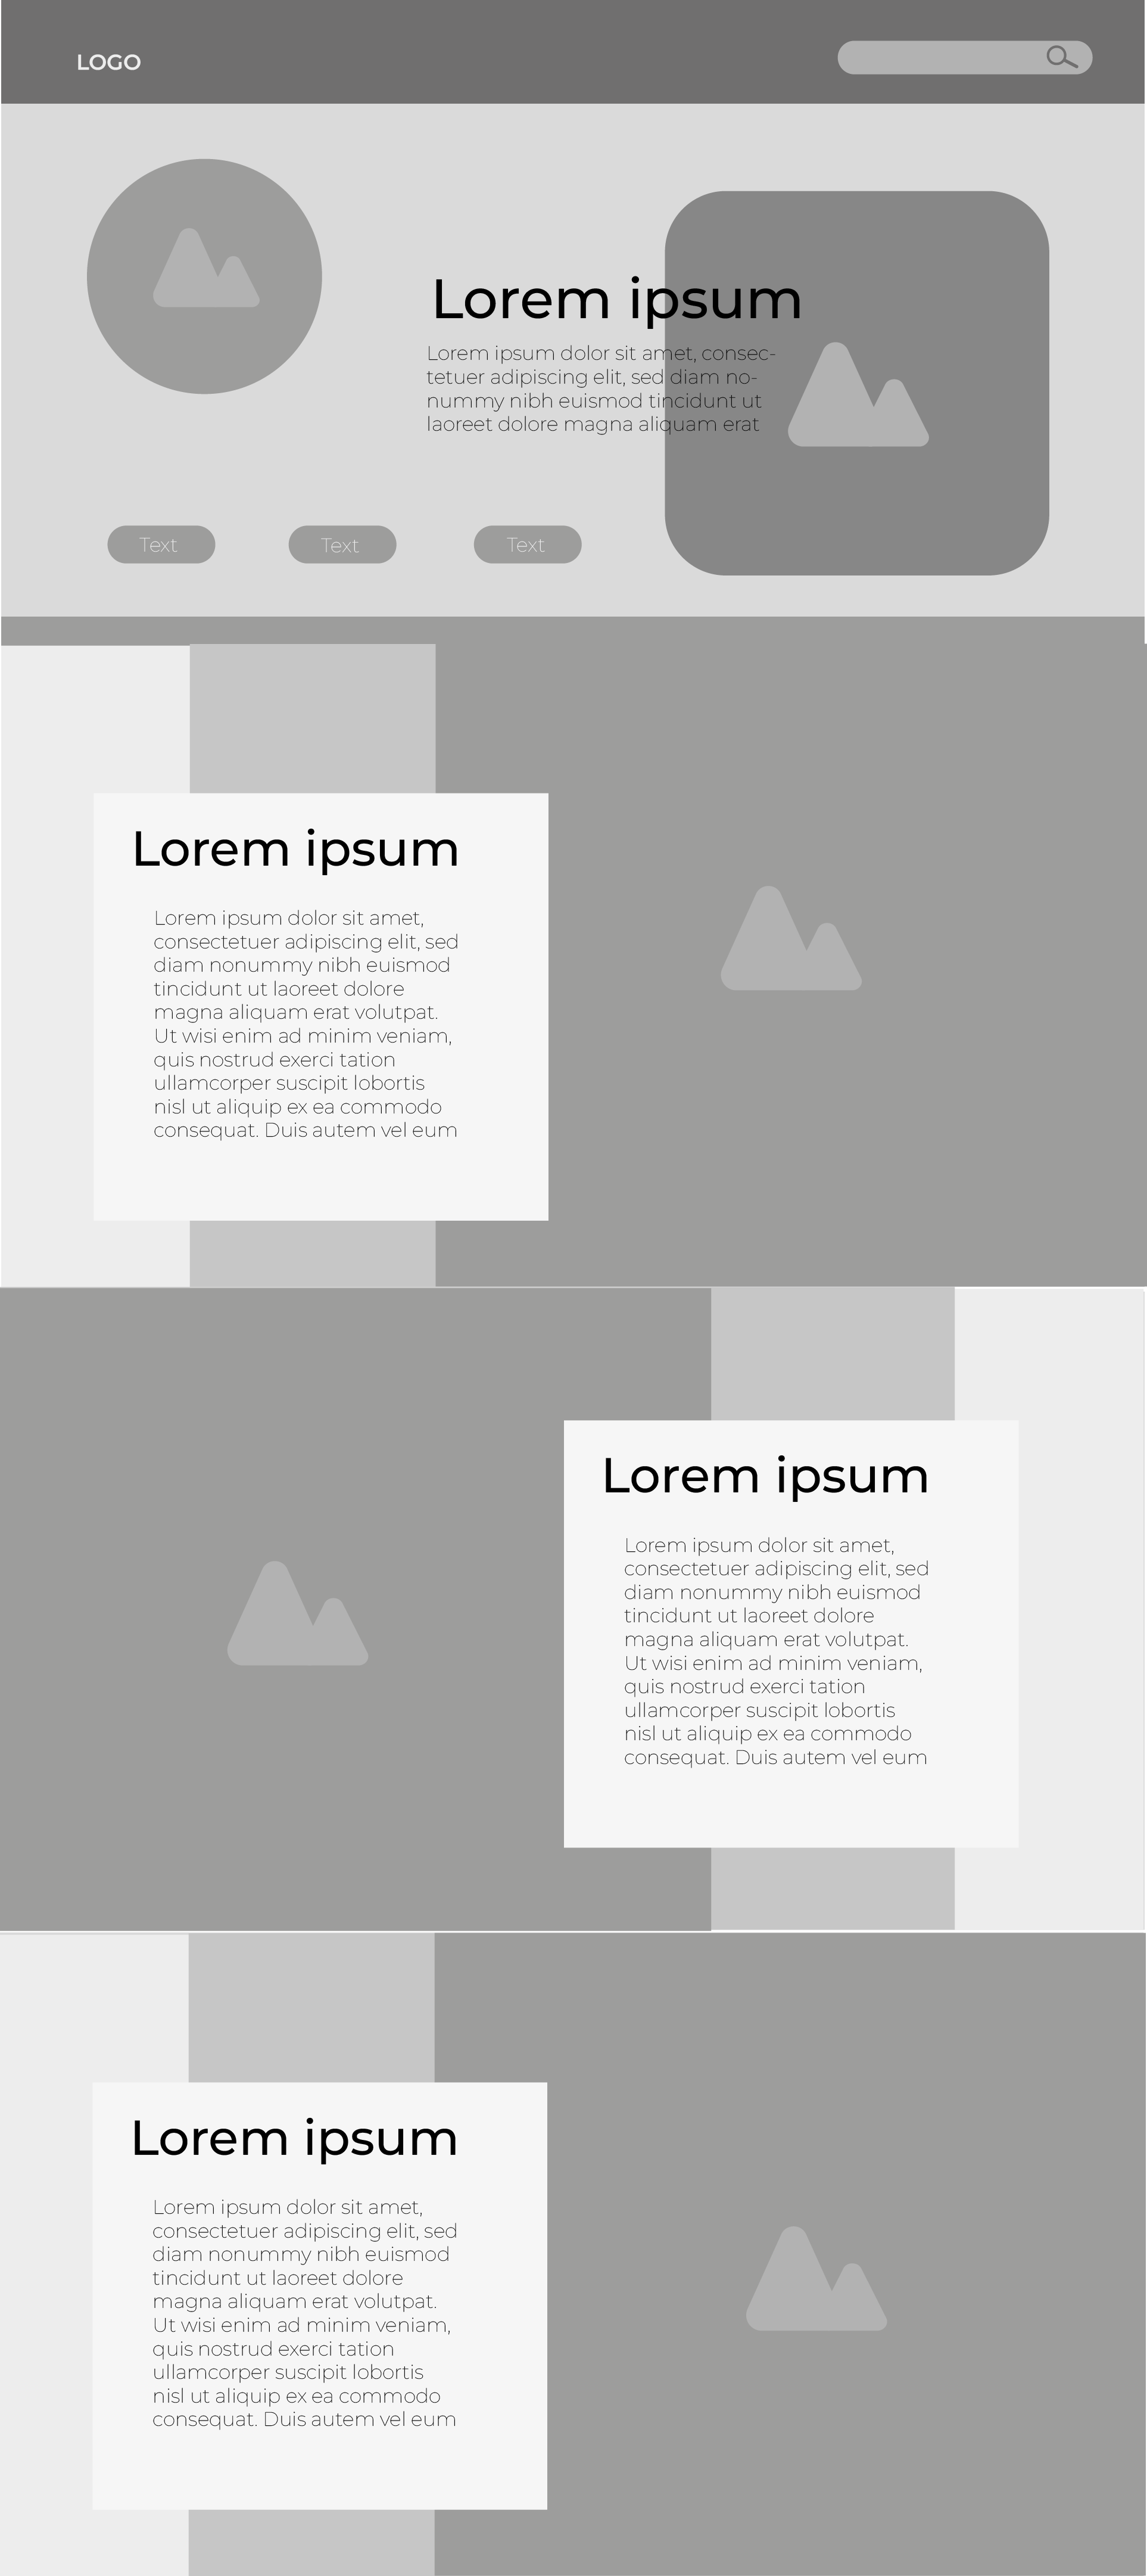 LOGO
Lorem ipsum
Lorem ipsum dolor sit amet, consec-
tetuer adipiscing elit, sed diam no-
nummy nibh euismod tincidunt ut
laoreet dolore magna aliquam erat
Text
Text
Text
Lorem ipsum
Lorem ipsum dolor sit amet,
consectetuer adipiscing elit, sed
diam nonummy nibh euismod
tincidunt ut laoreet dolore
magna aliquam erat volutpat.
Ut wisi enim ad minim veniam,
quis nostrud exerci tation
ullamcorper suscipit lobortis
nisl ut aliquip ex ea commodo
consequat. Duis autem vel eum
Lorem ipsum
Lorem ipsum dolor sit amet,
consectetuer adipiscing elit, sed
diam nonummy nibh euismod
tincidunt ut laoreet dolore
magna aliquam erat volutpat.
Ut wisi enim ad minim veniam,
quis nostrud exerci tation
ullamcorper suscipit lobortis
nisl ut aliquip ex ea commodo
consequat. Duis autem vel eum
Lorem ipsum
Lorem ipsum dolor sit amet,
consectetuer adipiscing elit, sed
diam nonummy nibh euismod
tincidunt ut laoreet dolore
magna aliquam erat volutpat.
Ut wisi enim ad minim veniam,
quis nostrud exerci tation
ullamcorper suscipit lobortis
nisl ut aliquip ex ea commodo
consequat. Duis autem vel eum